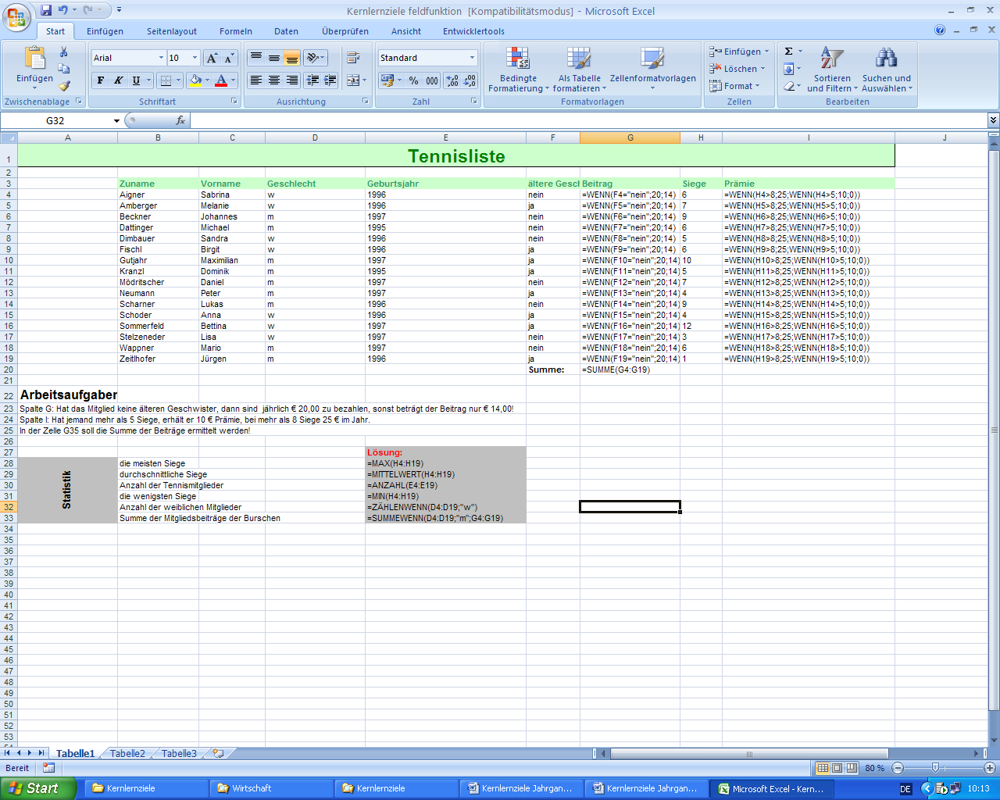 Kernlernziele feldfunktion [Kompatibilitätsmodus] - Microsoft Excel
Start Einfügen Seitenlayout Formeln Daten Überprüfen Ansicht Entwicklertools
Arial 10 Standard
Einfügen F K U % 000
Bedingte Formatierung Als Tabelle formatieren Zellenformatvorlagen
Einfügen Löschen Format
Σ Sortieren und Filtern Suchen und Auswählen
Zwischenablage Schriftart Ausrichtung Zahl Formatvorlagen Zellen Bearbeiten
G32 fx
A B C D E F G H I J
1 Tennisliste
2
3 Zuname Vorname Geschlecht Geburtsjahr ältere Gesch Beitrag Siege Prämie
4 Aigner Sabrina w 1996 nein =WENN(F4="nein";20;14) 6 =WENN(H4>8;25;WENN(H4>5;10;0))
5 Amberger Melanie w 1996 ja =WENN(F5="nein";20;14) 7 =WENN(H5>8;25;WENN(H5>5;10;0))
6 Beckner Johannes m 1997 nein =WENN(F6="nein";20;14) 9 =WENN(H6>8;25;WENN(H6>5;10;0))
7 Dattinger Michael m 1995 nein =WENN(F7="nein";20;14) 6 =WENN(H7>8;25;WENN(H7>5;10;0))
8 Dimbauer Sandra w 1996 nein =WENN(F8="nein";20;14) 5 =WENN(H8>8;25;WENN(H8>5;10;0))
9 Fischl Birgit w 1996 ja =WENN(F9="nein";20;14) 6 =WENN(H9>8;25;WENN(H9>5;10;0))
10 Gutjahr Maximilian m 1997 ja =WENN(F10="nein";20;14) 10 =WENN(H10>8;25;WENN(H10>5;10;0))
11 Kranzl Dominik m 1995 ja =WENN(F11="nein";20;14) 5 =WENN(H11>8;25;WENN(H11>5;10;0))
12 Mödritscher Daniel m 1997 nein =WENN(F12="nein";20;14) 7 =WENN(H12>8;25;WENN(H12>5;10;0))
13 Neumann Peter m 1997 ja =WENN(F13="nein";20;14) 4 =WENN(H13>8;25;WENN(H13>5;10;0))
14 Scharner Lukas m 1996 nein =WENN(F14="nein";20;14) 9 =WENN(H14>8;25;WENN(H14>5;10;0))
15 Schoder Anna w 1996 ja =WENN(F15="nein";20;14) 4 =WENN(H15>8;25;WENN(H15>5;10;0))
16 Sommerfeld Bettina w 1997 ja =WENN(F16="nein";20;14) 12 =WENN(H16>8;25;WENN(H16>5;10;0))
17 Stelzeneder Lisa w 1997 nein =WENN(F17="nein";20;14) 3 =WENN(H17>8;25;WENN(H17>5;10;0))
18 Wappner Mario m 1997 nein =WENN(F18="nein";20;14) 6 =WENN(H18>8;25;WENN(H18>5;10;0))
19 Zeitlhofer Jürgen m 1996 ja =WENN(F19="nein";20;14) 1 =WENN(H19>8;25;WENN(H19>5;10;0))
20 Summe: =SUMME(G4:G19)
21
22 Arbeitsaufgaben
23 Spalte G: Hat das Mitglied keine älteren Geschwister, dann sind jährlich € 20,00 zu bezahlen, sonst beträgt der Beitrag nur € 14,00!
24 Spalte I: Hat jemand mehr als 5 Siege, erhält er 10 € Prämie, bei mehr als 8 Siege 25 € im Jahr.
25 In der Zelle G35 soll die Summe der Beiträge ermittelt werden!
26
27 Lösung:
Statistik
28 die meisten Siege =MAX(H4:H19)
29 durchschnittliche Siege =MITTELWERT(H4:H19)
30 Anzahl der Tennismitglieder =ANZAHL(E4:E19)
31 die wenigsten Siege =MIN(H4:H19)
32 Anzahl der weiblichen Mitglieder =ZÄHLENWENN(D4:D19;"w")
33 Summe der Mitgliedsbeiträge der Burschen =SUMMEWENN(D4:D19;"m";G4:G19)
34
35
36
37
38
39
40
41
42
43
44
45
46
47
48
49
50
51
52
53
54
Tabelle1 Tabelle2 Tabelle3
Bereit 80 %
Start Kernlernziele Wirtschaft Kernlernziele Kernlernziele Jahrgan... Kernlernziele Jahrgan... Microsoft Excel - Kern... DE 10:13